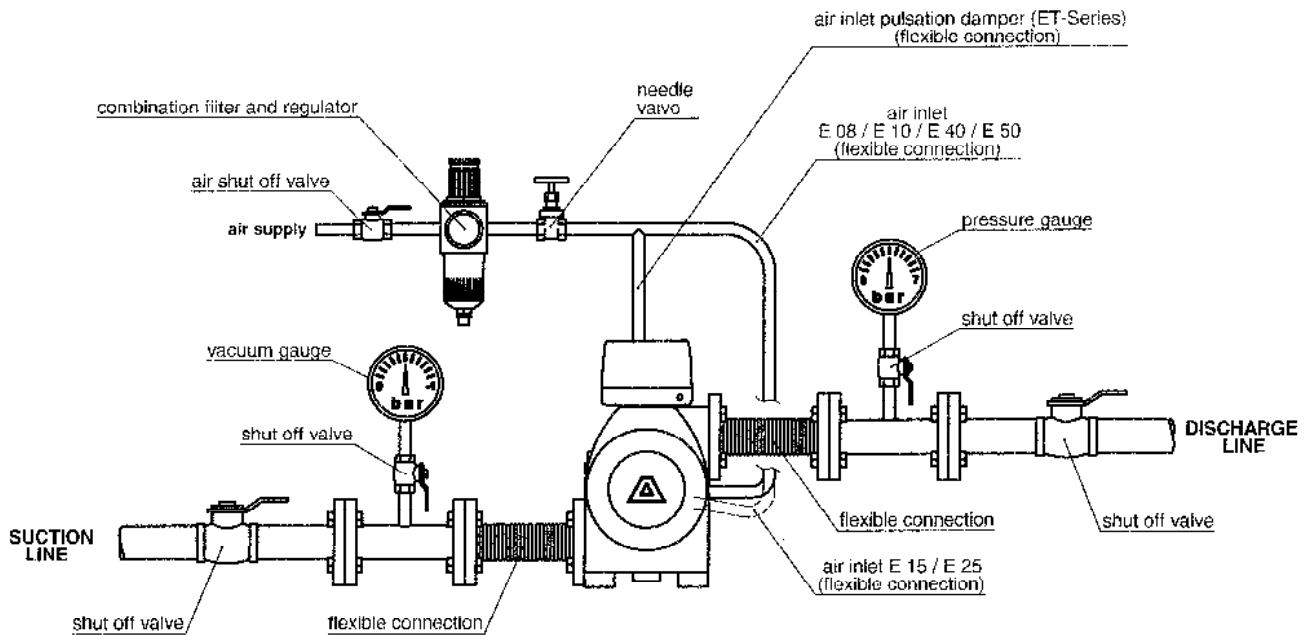 air inlet pulsation damper (ET-Series)
(flexible connection)
needle
valvo
combination fiiter and regulator
air inlet
E 08 / E 10 / E 40 / E 50
(flexible connection)
air shut off valve
air supply
pressure gauge
bar
shut off valve
vacuum gauge
bar
shut off valve
DISCHARGE
LINE
SUCTION
LINE
flexible connection
shut off valve
air inlet E 15 / E 25
(flexible connection)
shut off valve
flexible connection